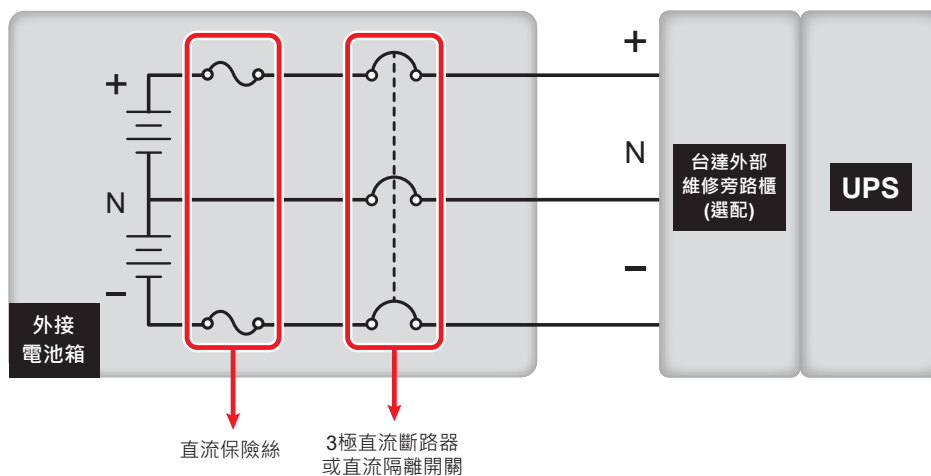 +
N
−
外接
電池箱
直流保險絲
3極直流斷路器
或直流隔離開關
+
N
−
台達外部
維修旁路櫃
(選配)
UPS